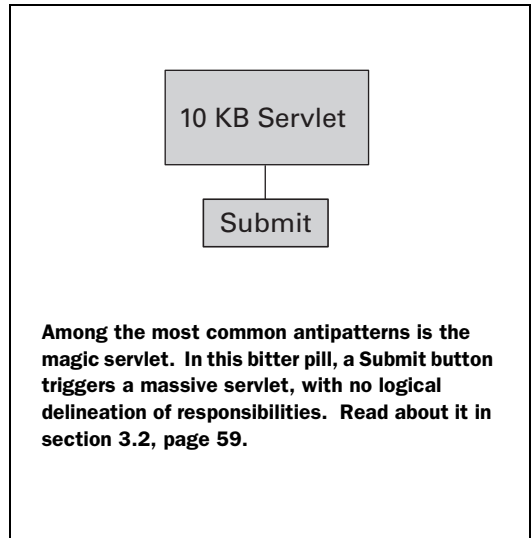 10 KB Servlet
Submit
Among the most common antipatterns is the
magic servlet. In this bitter pill, a Submit button
triggers a massive servlet, with no logical
delineation of responsibilities. Read about it in
section 3.2, page 59.